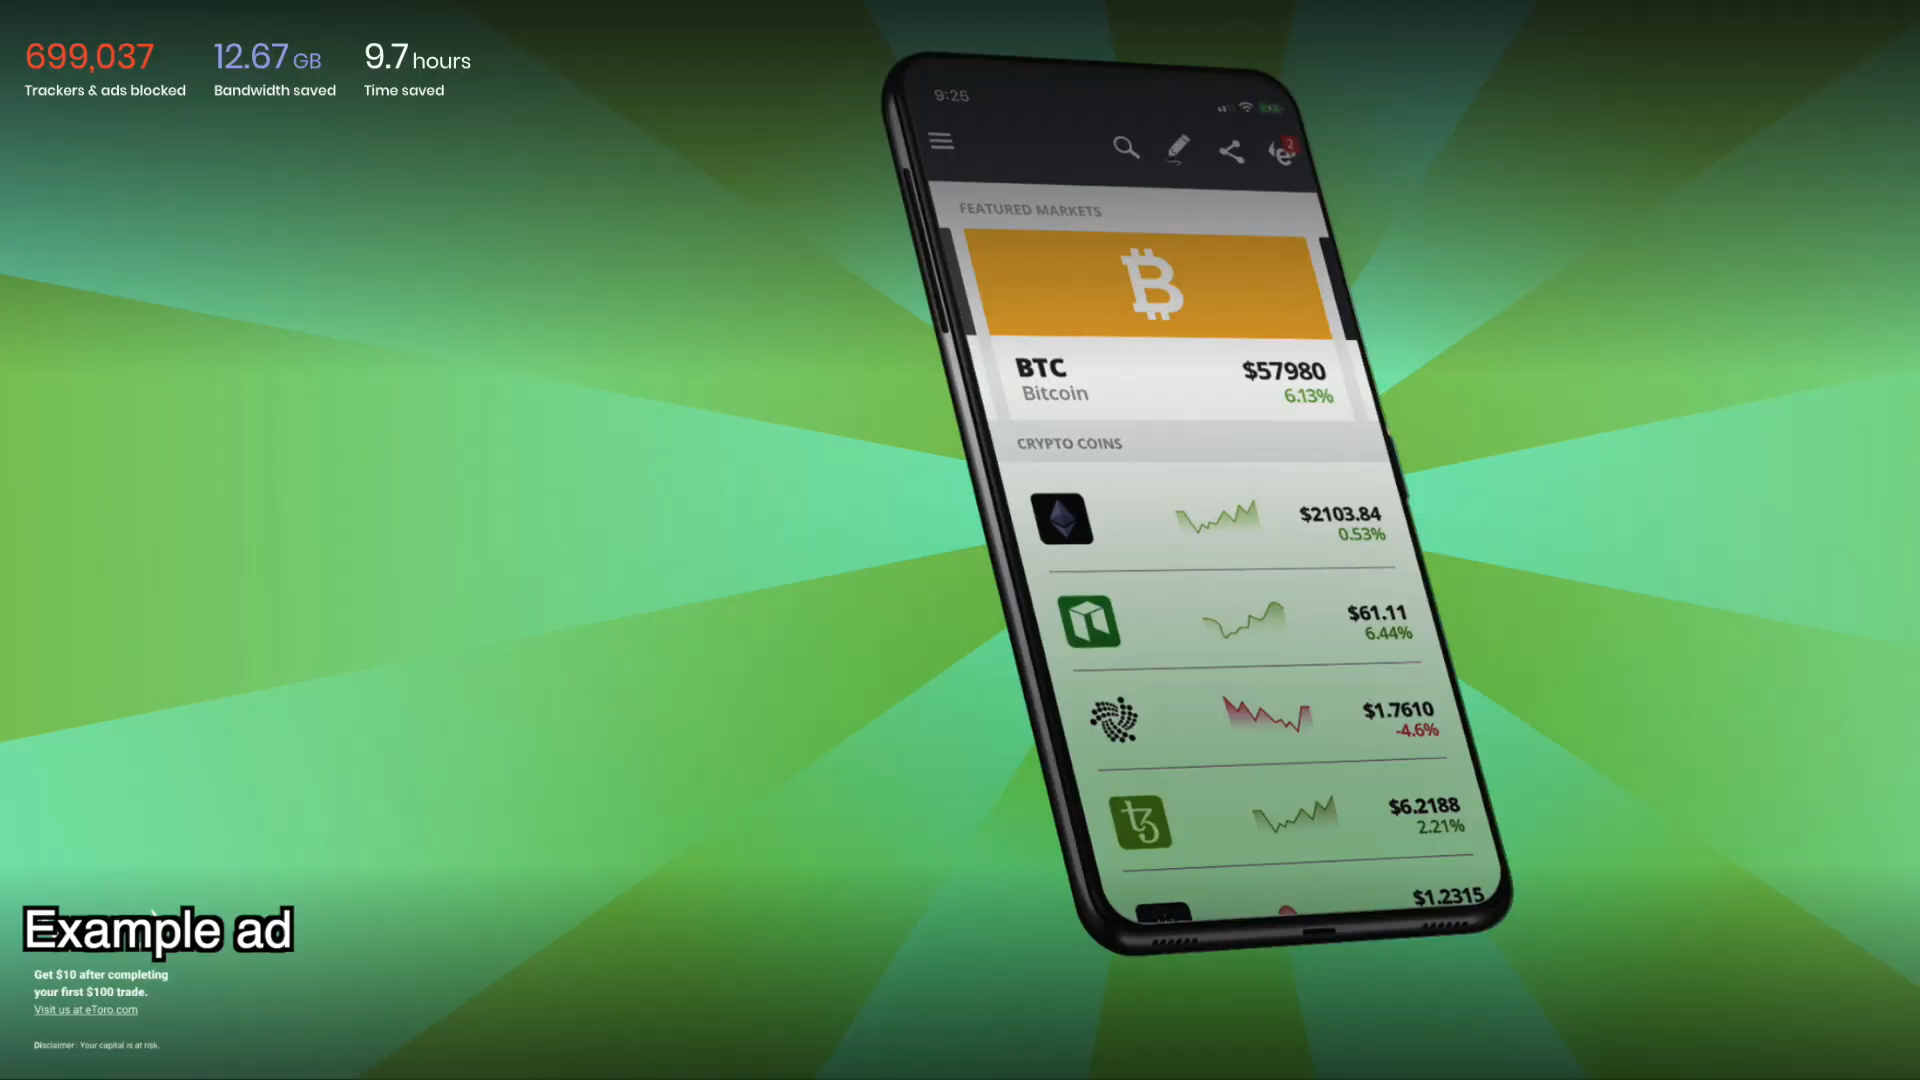 699,037
Trackers & ads blocked
12.67 GB
Bandwidth saved
9.7 hours
Time saved
9:25
2
FEATURED MARKETS
BTC
$57980
Bitcoin
6.13%
CRYPTO COINS
$2103.84
0.53%
$61.11
6.44%
$1.7610
-4.6%
$6.2188
2.21%
$1.2315
Example ad
Get $10 after completing
your first $100 trade.
Visit us at eToro.com
Disclaimer : Your capital is at risk.